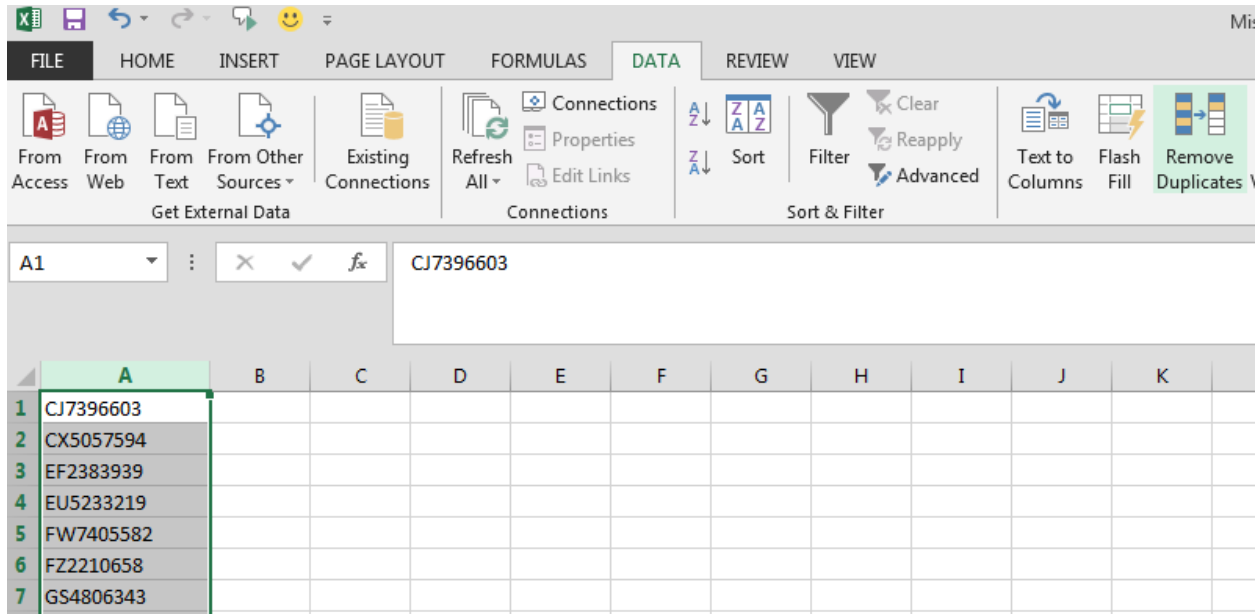 Mis
FILE HOME INSERT PAGE LAYOUT FORMULAS DATA REVIEW VIEW
From Access
From Web
From Text
From Other Sources
Existing Connections
Refresh All
Connections
Properties
Edit Links
A Z
Z A
Z A A Z
Sort
Filter
Clear
Reapply
Advanced
Text to Columns
Flash Fill
Remove Duplicates
Get External Data Connections Sort & Filter
A1 fx CJ7396603
A B C D E F G H I J K
1 CJ7396603
2 CX5057594
3 EF2383939
4 EU5233219
5 FW7405582
6 FZ2210658
7 GS4806343